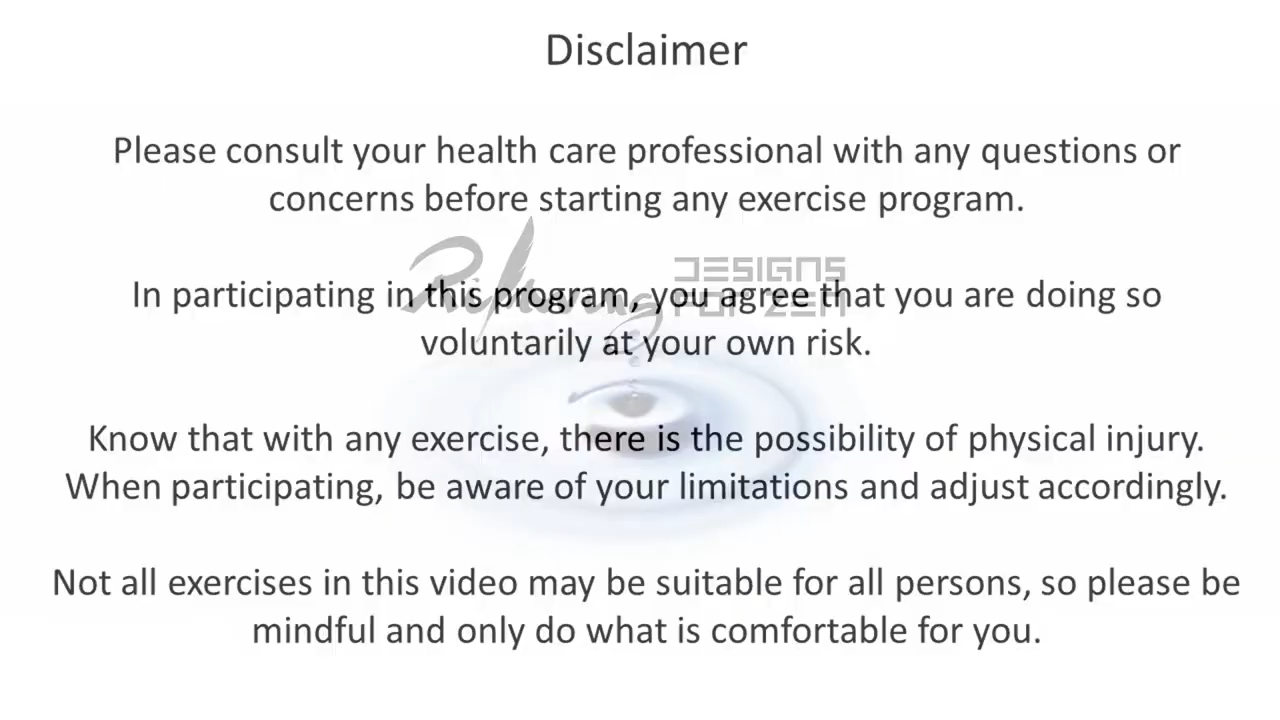 Disclaimer
Please consult your health care professional with any questions or
concerns before starting any exercise program.
DESIGNS
FOR ZEN
In participating in this program, you agree that you are doing so
voluntarily at your own risk.
Know that with any exercise, there is the possibility of physical injury.
When participating, be aware of your limitations and adjust accordingly.
Not all exercises in this video may be suitable for all persons, so please be
mindful and only do what is comfortable for you.